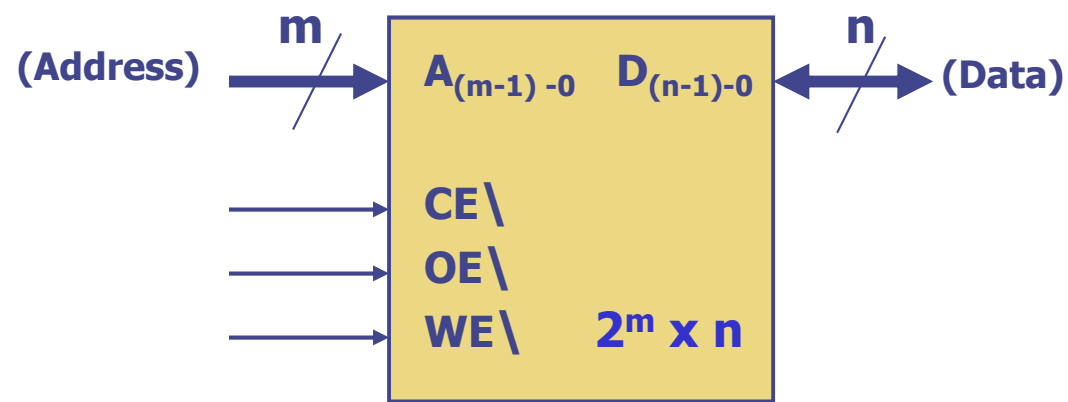 m n
(Address) A(m-1) -0 D(n-1)-0 (Data)
CE\
OE\
WE\ 2m x n